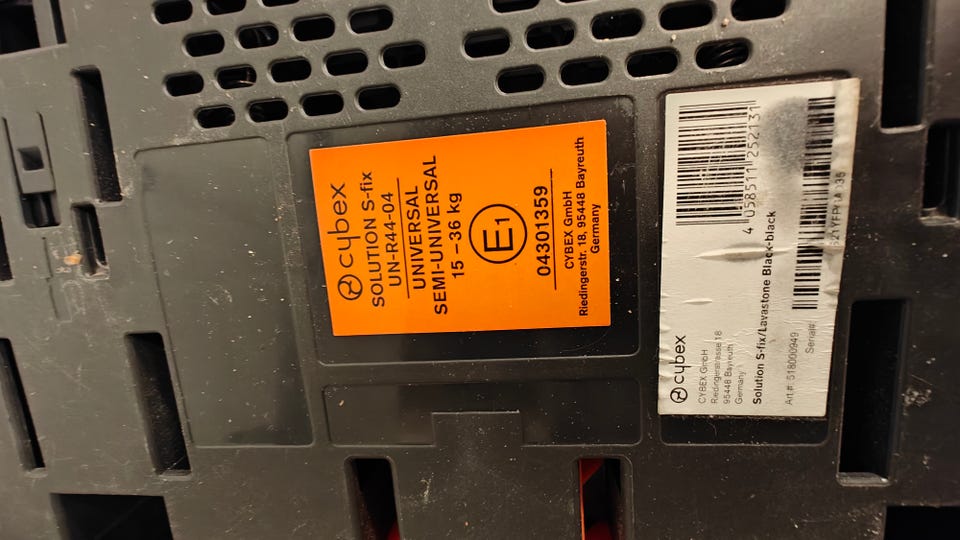 cybex
SOLUTION S-fix
UN-R44-04
UNIVERSAL
SEMI-UNIVERSAL
15 – 36 kg
E1
04301359
CYBEX GmbH
Riedingerstr. 18, 95448 Bayreuth
Germany
cybex
CYBEX GmbH
Riedingerstrasse 18
95448 Bayreuth
Germany
4 058511 252131
Solution S-fix/Lavastone Black-black
Art.#: 518000949
Serial#: